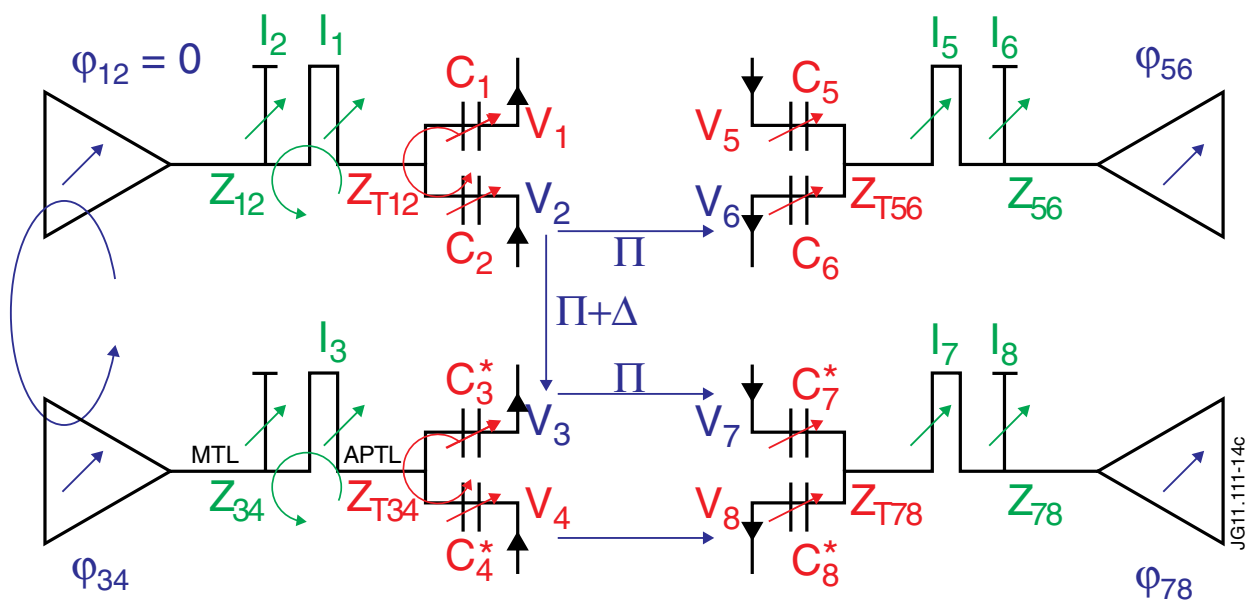 φ12 = 0
I2
I1
C1
V1
Z12
ZT12
V2
C2
I5
I6
φ56
C5
V5
V6
ZT56
Z56
C6
Π
Π+Δ
I3
C3*
V3
MTL
APTL
Z34
ZT34
V4
C4*
φ34
Π
I7
I8
C7*
V7
V8
ZT78
Z78
C8*
φ78
JG11.111-14c